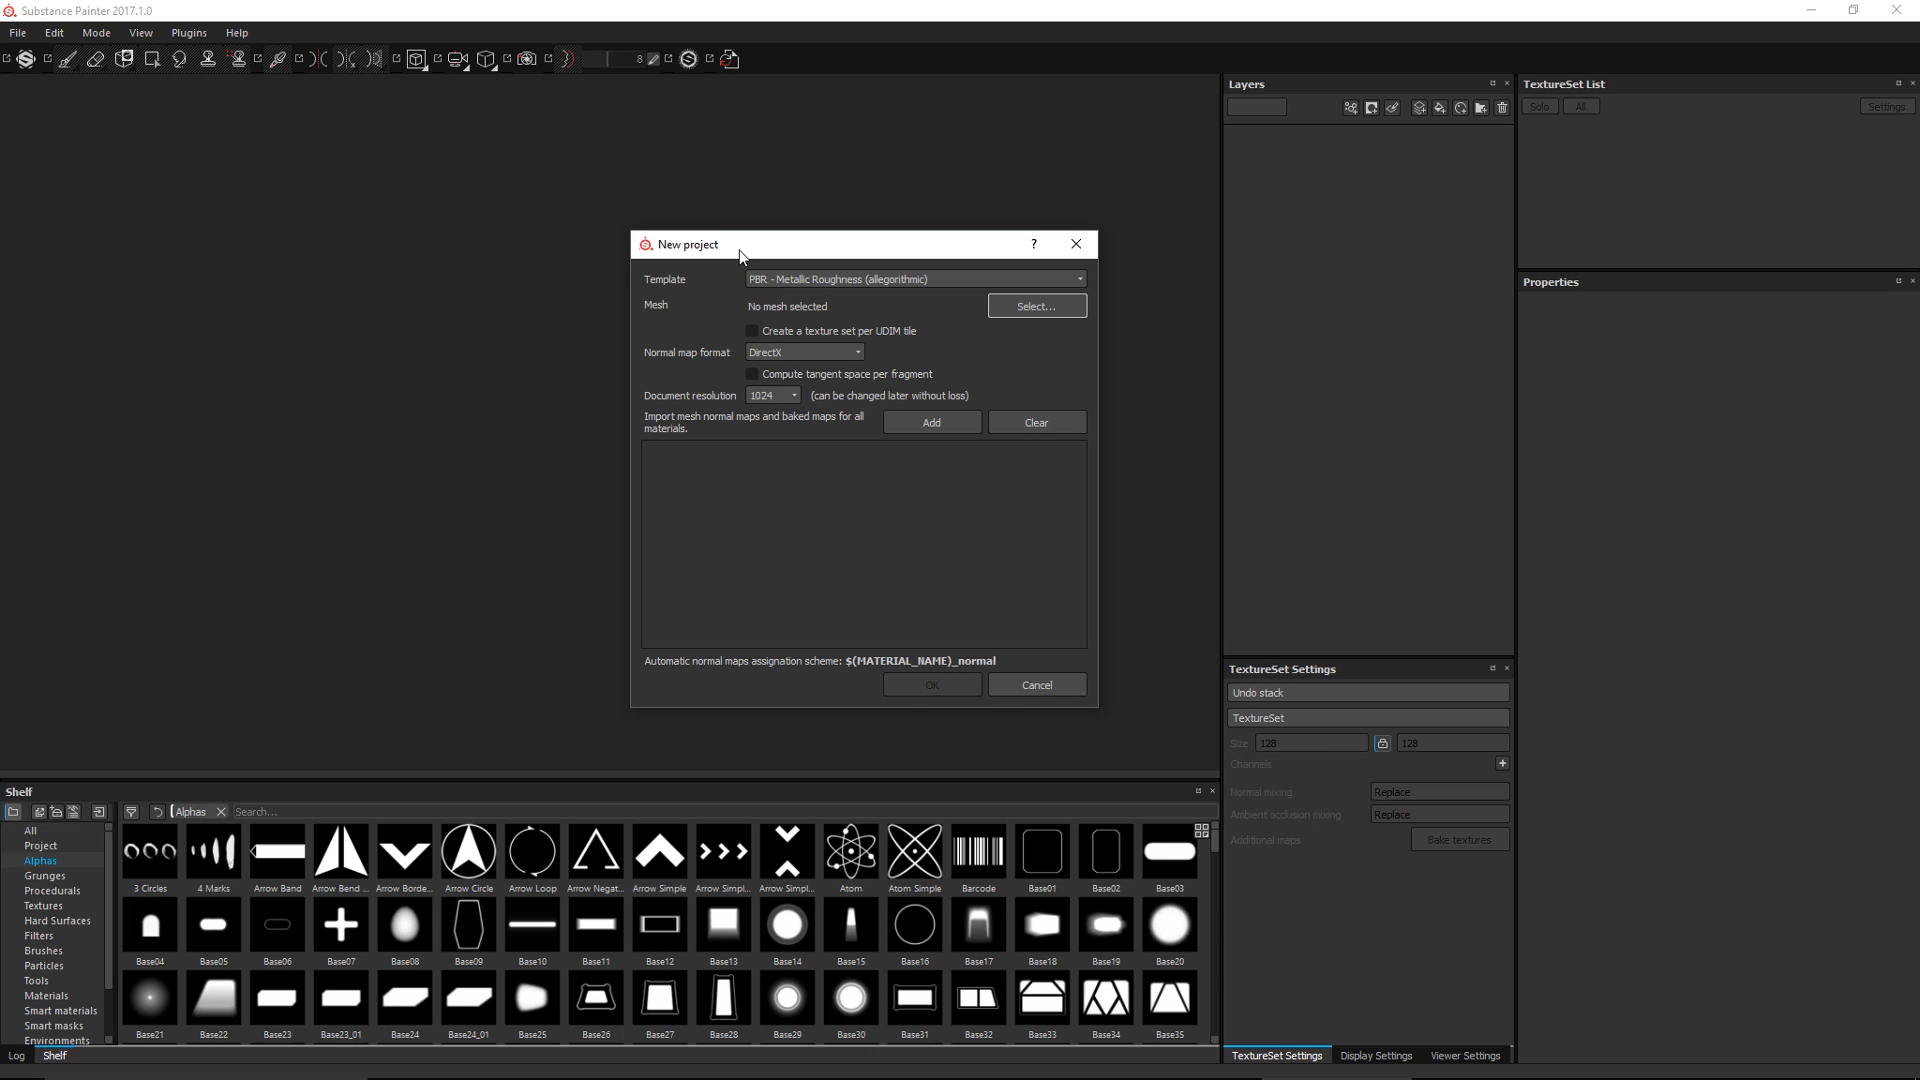 Substance Painter 2017.1.0
File Edit Mode View Plugins Help
8
Layers
TextureSet List
Solo All Settings
Properties
New project
?
Template PBR - Metallic Roughness (allegorithmic)
Mesh No mesh selected Select...
Create a texture set per UDIM tile
Normal map format DirectX
Compute tangent space per fragment
Document resolution 1024 (can be changed later without loss)
Import mesh normal maps and baked maps for all
materials.
Add Clear
Automatic normal maps assignation scheme: $(MATERIAL_NAME)_normal
OK Cancel
TextureSet Settings
Undo stack
TextureSet
Size 128 128
Channels
Normal mixing Replace
Ambient occlusion mixing Replace
Additional maps Bake textures
TextureSet Settings Display Settings Viewer Settings
Shelf
Alphas Search...
All
Project
Alphas
Grunges
Procedurals
Textures
Hard Surfaces
Filters
Brushes
Particles
Tools
Materials
Smart materials
Smart masks
Environments
3 Circles 4 Marks Arrow Band Arrow Bend ... Arrow Borde... Arrow Circle Arrow Loop Arrow Negat... Arrow Simple Arrow Simpl... Arrow Simpl... Atom Atom Simple Barcode Base01 Base02 Base03
Base04 Base05 Base06 Base07 Base08 Base09 Base10 Base11 Base12 Base13 Base14 Base15 Base16 Base17 Base18 Base19 Base20
Base21 Base22 Base23 Base23_01 Base24 Base24_01 Base25 Base26 Base27 Base28 Base29 Base30 Base31 Base32 Base33 Base34 Base35
Log Shelf